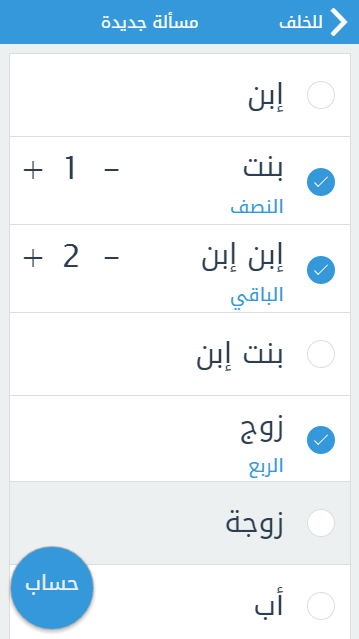 للخلف
مسألة جديدة
إبن
بنت
- 1 +
النصف
إبن إبن
- 2 +
الباقي
بنت إبن
زوج
الربع
زوجة
أب
حساب